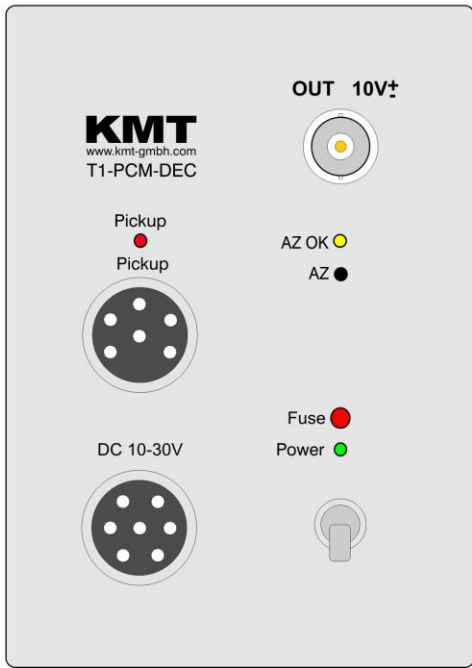 OUT 10V±
KMT
www.kmt-gmbh.com
T1-PCM-DEC
Pickup
Pickup
AZ OK
AZ
Fuse
DC 10-30V
Power